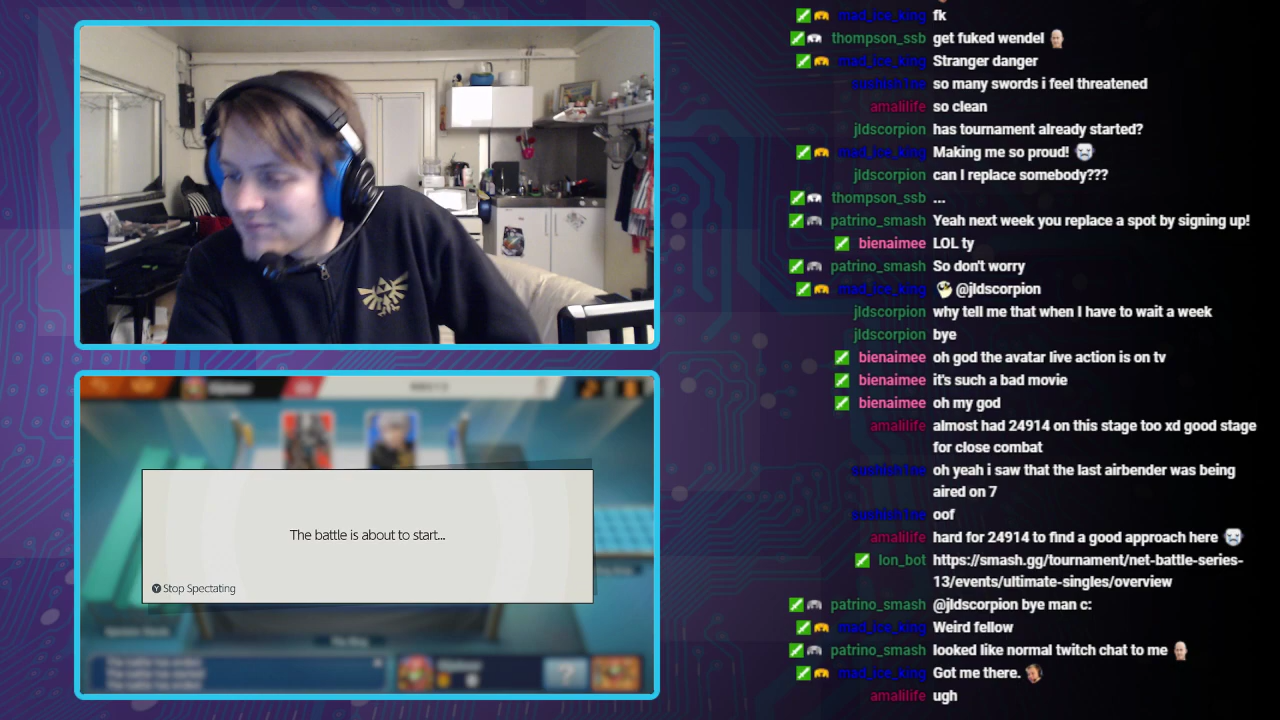 mad_ice_king fk
thompson_ssb get fuked wendel
mad_ice_king Stranger danger
so many swords i feel threatened
amalilife so clean
jldscorpion has tournament already started?
mad_ice_king Making me so proud!
jldscorpion can I replace somebody???
thompson_ssb ...
patrino_smash Yeah next week you replace a spot by signing up!
bienaimee LOL ty
patrino_smash So don't worry
mad_ice_king @jldscorpion
jldscorpion why tell me that when I have to wait a week
jldscorpion bye
bienaimee oh god the avatar live action is on tv
bienaimee it's such a bad movie
bienaimee oh my god
amalilife almost had 24914 on this stage too xd good stage
for close combat
oh yeah i saw that the last airbender was being
aired on 7
oof
amalilife hard for 24914 to find a good approach here
lon_bot https://smash.gg/tournament/net-battle-series-
13/events/ultimate-singles/overview
patrino_smash @jldscorpion bye man c:
mad_ice_king Weird fellow
patrino_smash looked like normal twitch chat to me
mad_ice_king Got me there.
amalilife ugh
The battle is about to start...
Y Stop Spectating